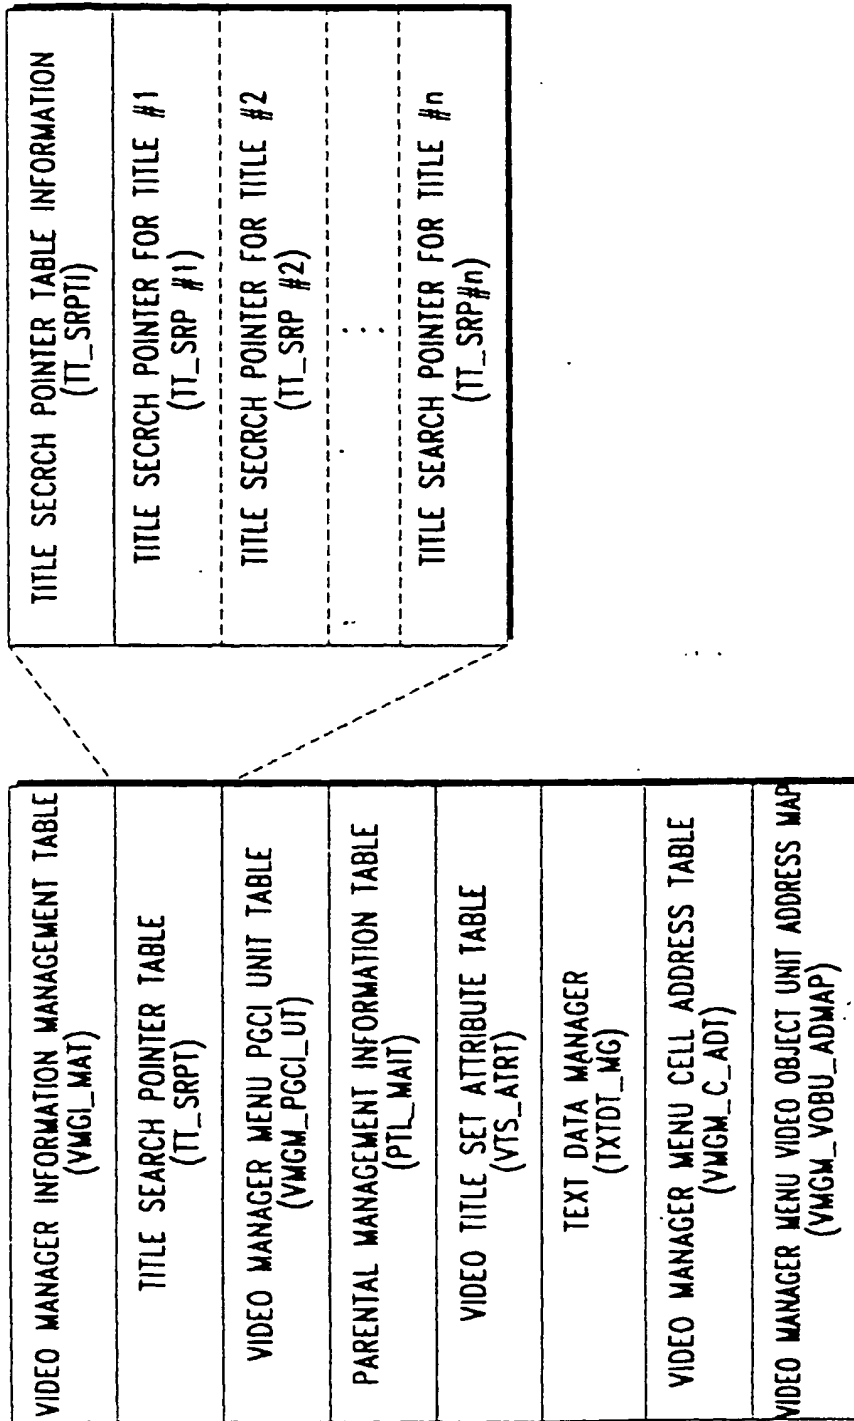 VIDEO MANAGER INFORMATION MANAGEMENT TABLE
(VMGI_MAT)
TITLE SEARCH POINTER TABLE
(TT_SRPT)
VIDEO MANAGER MENU PGCI UNIT TABLE
(VMGM_PGCI_UT)
PARENTAL MANAGEMENT INFORMATION TABLE
(PTL_MAIT)
VIDEO TITLE SET ATTRIBUTE TABLE
(VTS_ATRT)
TEXT DATA MANAGER
(TXTDT_MG)
VIDEO MANAGER MENU CELL ADDRESS TABLE
(VMGM_C_ADT)
VIDEO MANAGER MENU VIDEO OBJECT UNIT ADDRESS MAP
(VMGM_VOBU_ADMAP)
TITLE SECRCH POINTER TABLE INFORMATION
(TT_SRPTI)
TITLE SECRCH POINTER FOR TITLE #1
(TT_SRP #1)
TITLE SECRCH POINTER FOR TITLE #2
(TT_SRP #2)
...
TITLE SEARCH POINTER FOR TITLE #n
(TT_SRP#n)